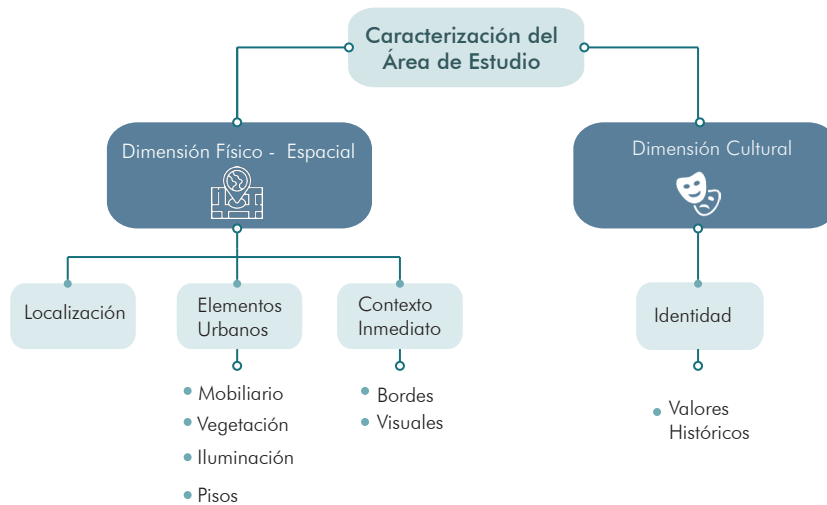 Caracterización del
Área de Estudio
Dimensión Físico - Espacial
Dimensión Cultural
Localización
Elementos
Urbanos
Contexto
Inmediato
Identidad
Mobiliario
Vegetación
Iluminación
Pisos
Bordes
Visuales
Valores
Históricos